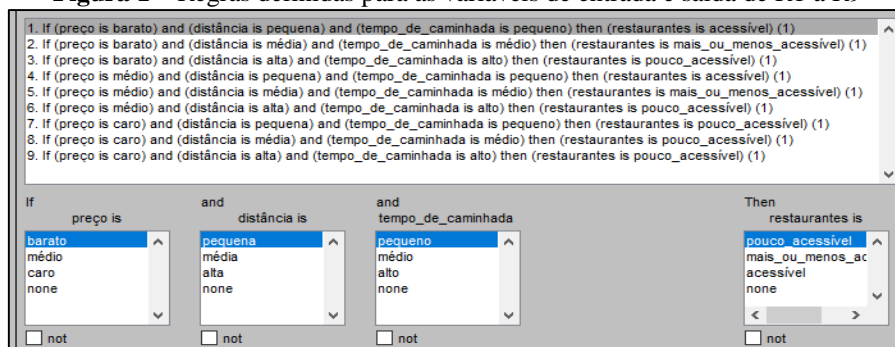 1. If (preço is barato) and (distância is pequena) and (tempo_de_caminhada is pequeno) then (restaurantes is acessível) (1)
2. If (preço is barato) and (distância is média) and (tempo_de_caminhada is médio) then (restaurantes is mais_ou_menos_acessível) (1)
3. If (preço is barato) and (distância is alta) and (tempo_de_caminhada is alto) then (restaurantes is pouco_acessível) (1)
4. If (preço is médio) and (distância is pequena) and (tempo_de_caminhada is pequeno) then (restaurantes is acessível) (1)
5. If (preço is médio) and (distância is média) and (tempo_de_caminhada is médio) then (restaurantes is mais_ou_menos_acessível) (1)
6. If (preço is médio) and (distância is alta) and (tempo_de_caminhada is alto) then (restaurantes is pouco_acessível) (1)
7. If (preço is caro) and (distância is pequena) and (tempo_de_caminhada is pequeno) then (restaurantes is pouco_acessível) (1)
8. If (preço is caro) and (distância is média) and (tempo_de_caminhada is médio) then (restaurantes is pouco_acessível) (1)
9. If (preço is caro) and (distância is alta) and (tempo_de_caminhada is alto) then (restaurantes is pouco_acessível) (1)
If
preço is
barato
médio
caro
none
not
and
distância is
pequena
média
alta
none
not
and
tempo_de_caminhada
pequeno
médio
alto
none
not
Then
restaurantes is
pouco_acessível
mais_ou_menos_ac
acessível
none
not